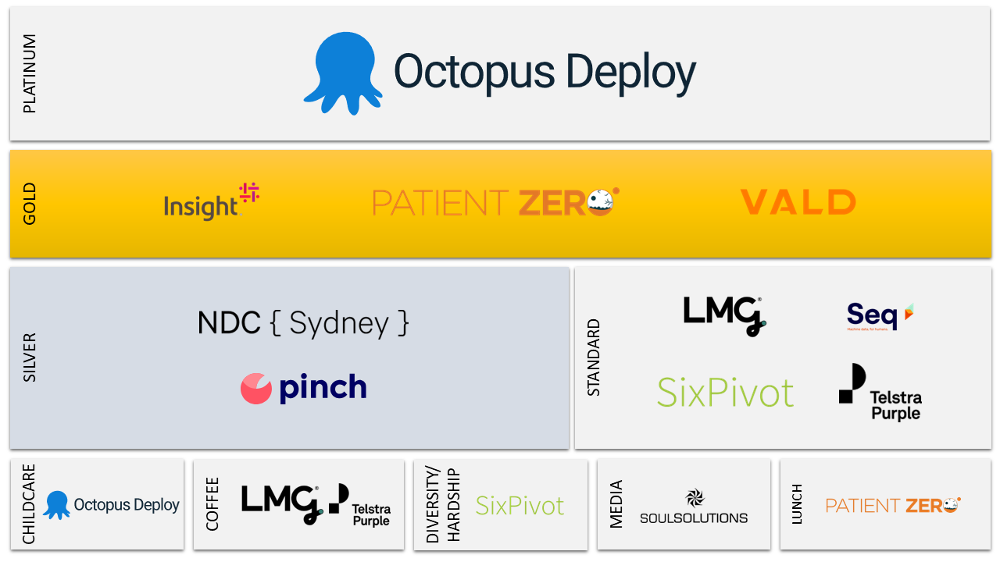 PLATINUM
Octopus Deploy
GOLD
Insight
PATIENT ZERO
VALD
SILVER
NDC { Sydney }
pinch
STANDARD
LMG®
Seq
Machine data, for humans.
SixPivot
Telstra
Purple
CHILDCARE
Octopus Deploy
COFFEE
LMG®
Telstra
Purple
DIVERSITY/
HARDSHIP
SixPivot
MEDIA
SOULSOLUTIONS
LUNCH
PATIENT ZERO